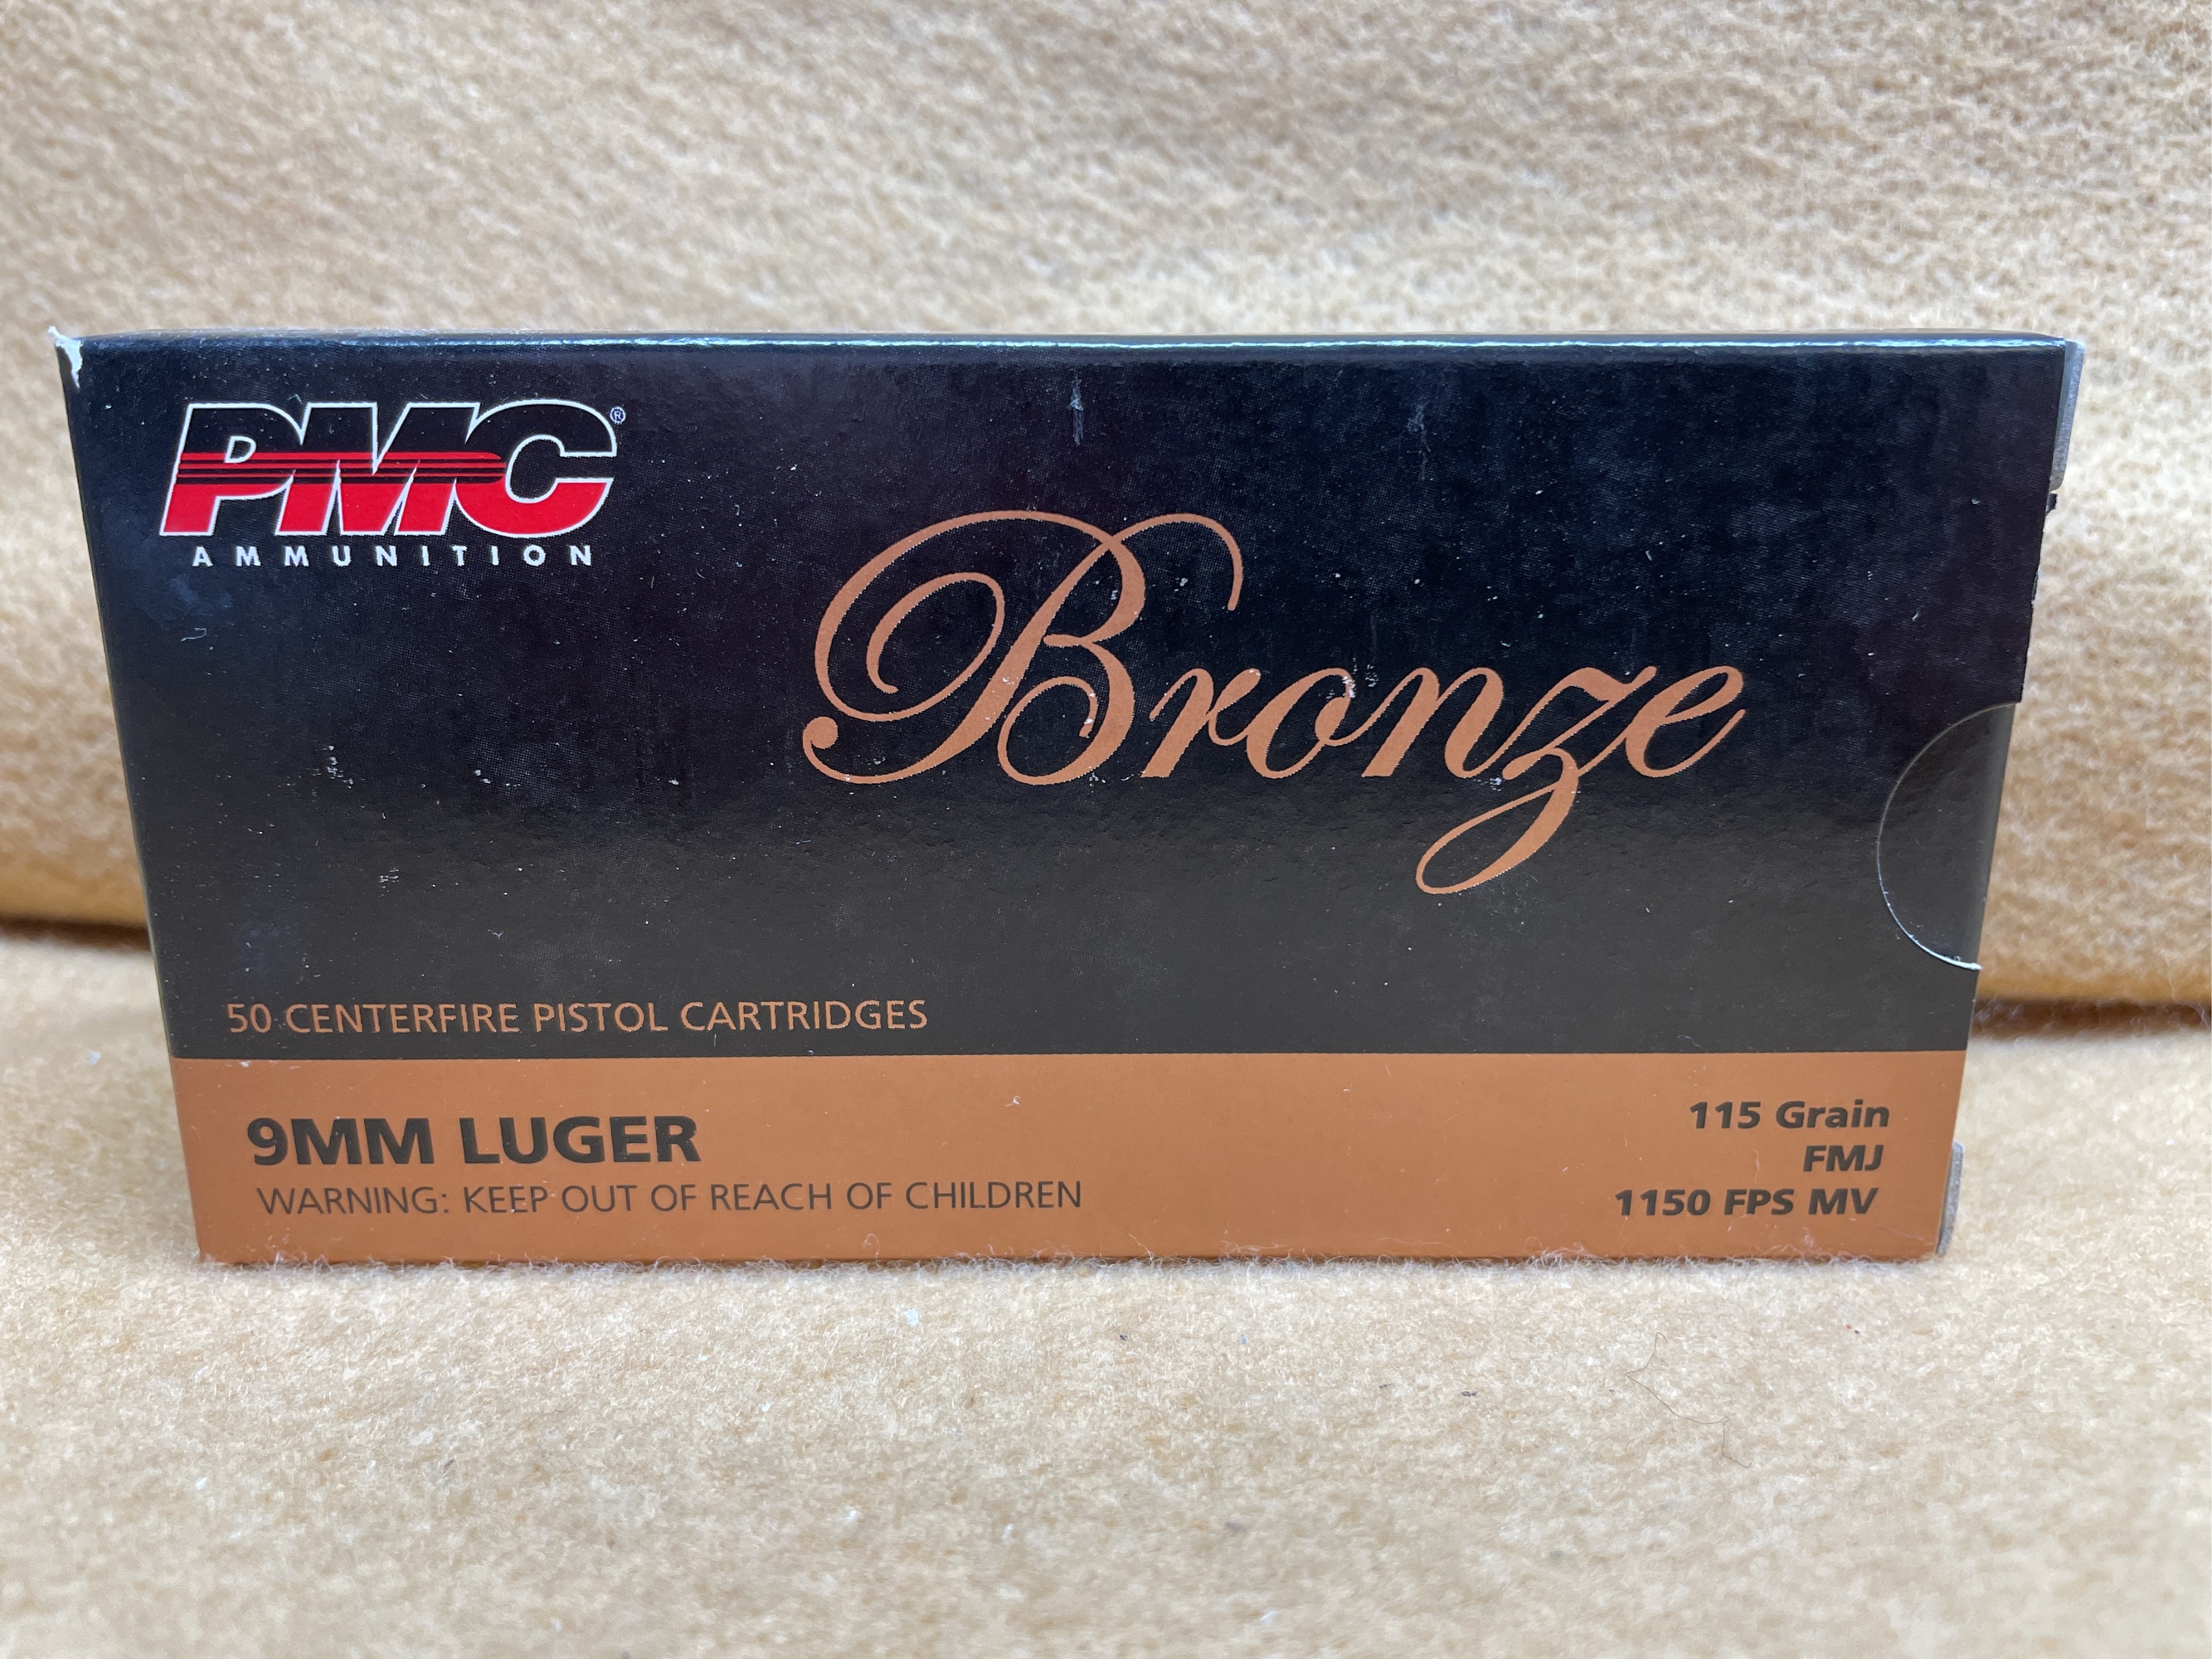 PMC®
AMMUNITION
Bronze
50 CENTERFIRE PISTOL CARTRIDGES
9MM LUGER
WARNING: KEEP OUT OF REACH OF CHILDREN
115 Grain
FMJ
1150 FPS MV